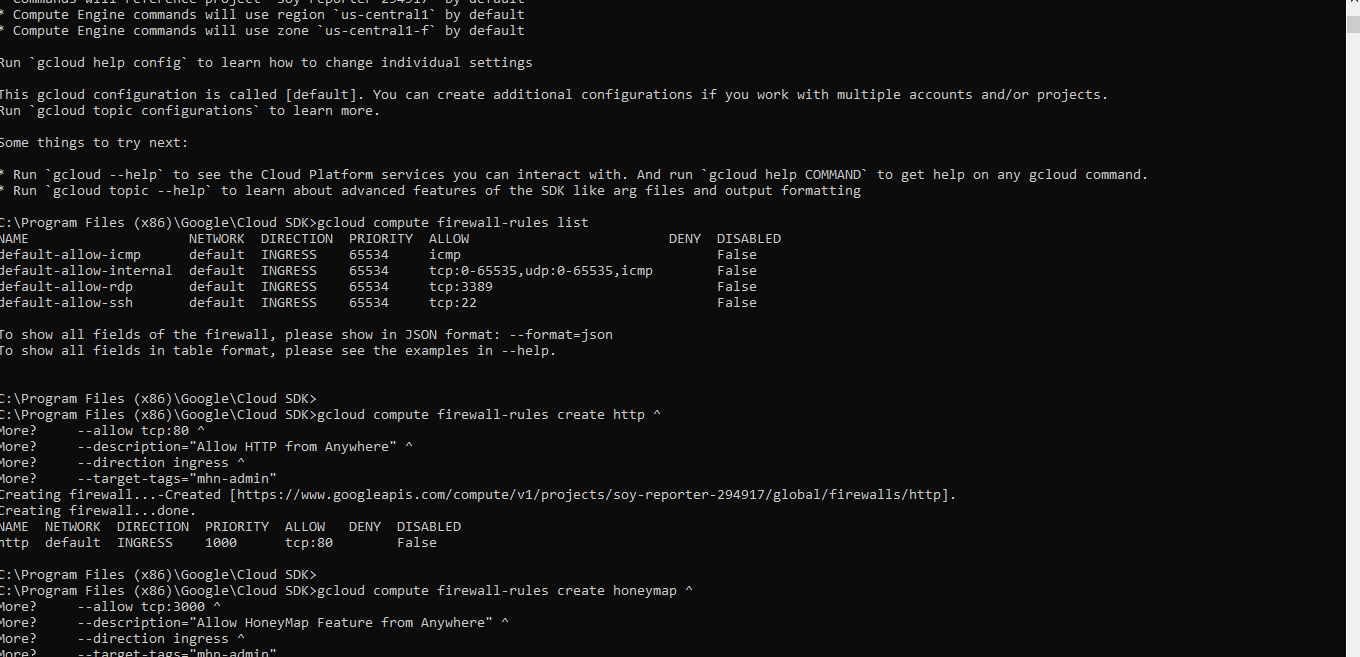 Commands will reference project `soy-reporter-294917` by default
* Compute Engine commands will use region `us-central1` by default
* Compute Engine commands will use zone `us-central1-f` by default
Run `gcloud help config` to learn how to change individual settings
This gcloud configuration is called [default]. You can create additional configurations if you work with multiple accounts and/or projects.
Run `gcloud topic configurations` to learn more.
Some things to try next:
* Run `gcloud --help` to see the Cloud Platform services you can interact with. And run `gcloud help COMMAND` to get help on any gcloud command.
* Run `gcloud topic --help` to learn about advanced features of the SDK like arg files and output formatting
C:\Program Files (x86)\Google\Cloud SDK>gcloud compute firewall-rules list
NAME NETWORK DIRECTION PRIORITY ALLOW DENY DISABLED
default-allow-icmp default INGRESS 65534 icmp False
default-allow-internal default INGRESS 65534 tcp:0-65535,udp:0-65535,icmp False
default-allow-rdp default INGRESS 65534 tcp:3389 False
default-allow-ssh default INGRESS 65534 tcp:22 False
To show all fields of the firewall, please show in JSON format: --format=json
To show all fields in table format, please see the examples in --help.
C:\Program Files (x86)\Google\Cloud SDK>
C:\Program Files (x86)\Google\Cloud SDK>gcloud compute firewall-rules create http ^
More? --allow tcp:80 ^
More? --description="Allow HTTP from Anywhere" ^
More? --direction ingress ^
More? --target-tags="mhn-admin"
Creating firewall...-Created [https://www.googleapis.com/compute/v1/projects/soy-reporter-294917/global/firewalls/http].
Creating firewall...done.
NAME NETWORK DIRECTION PRIORITY ALLOW DENY DISABLED
http default INGRESS 1000 tcp:80 False
C:\Program Files (x86)\Google\Cloud SDK>
C:\Program Files (x86)\Google\Cloud SDK>gcloud compute firewall-rules create honeymap ^
More? --allow tcp:3000 ^
More? --description="Allow HoneyMap Feature from Anywhere" ^
More? --direction ingress ^
More? --target-tags="mhn-admin"